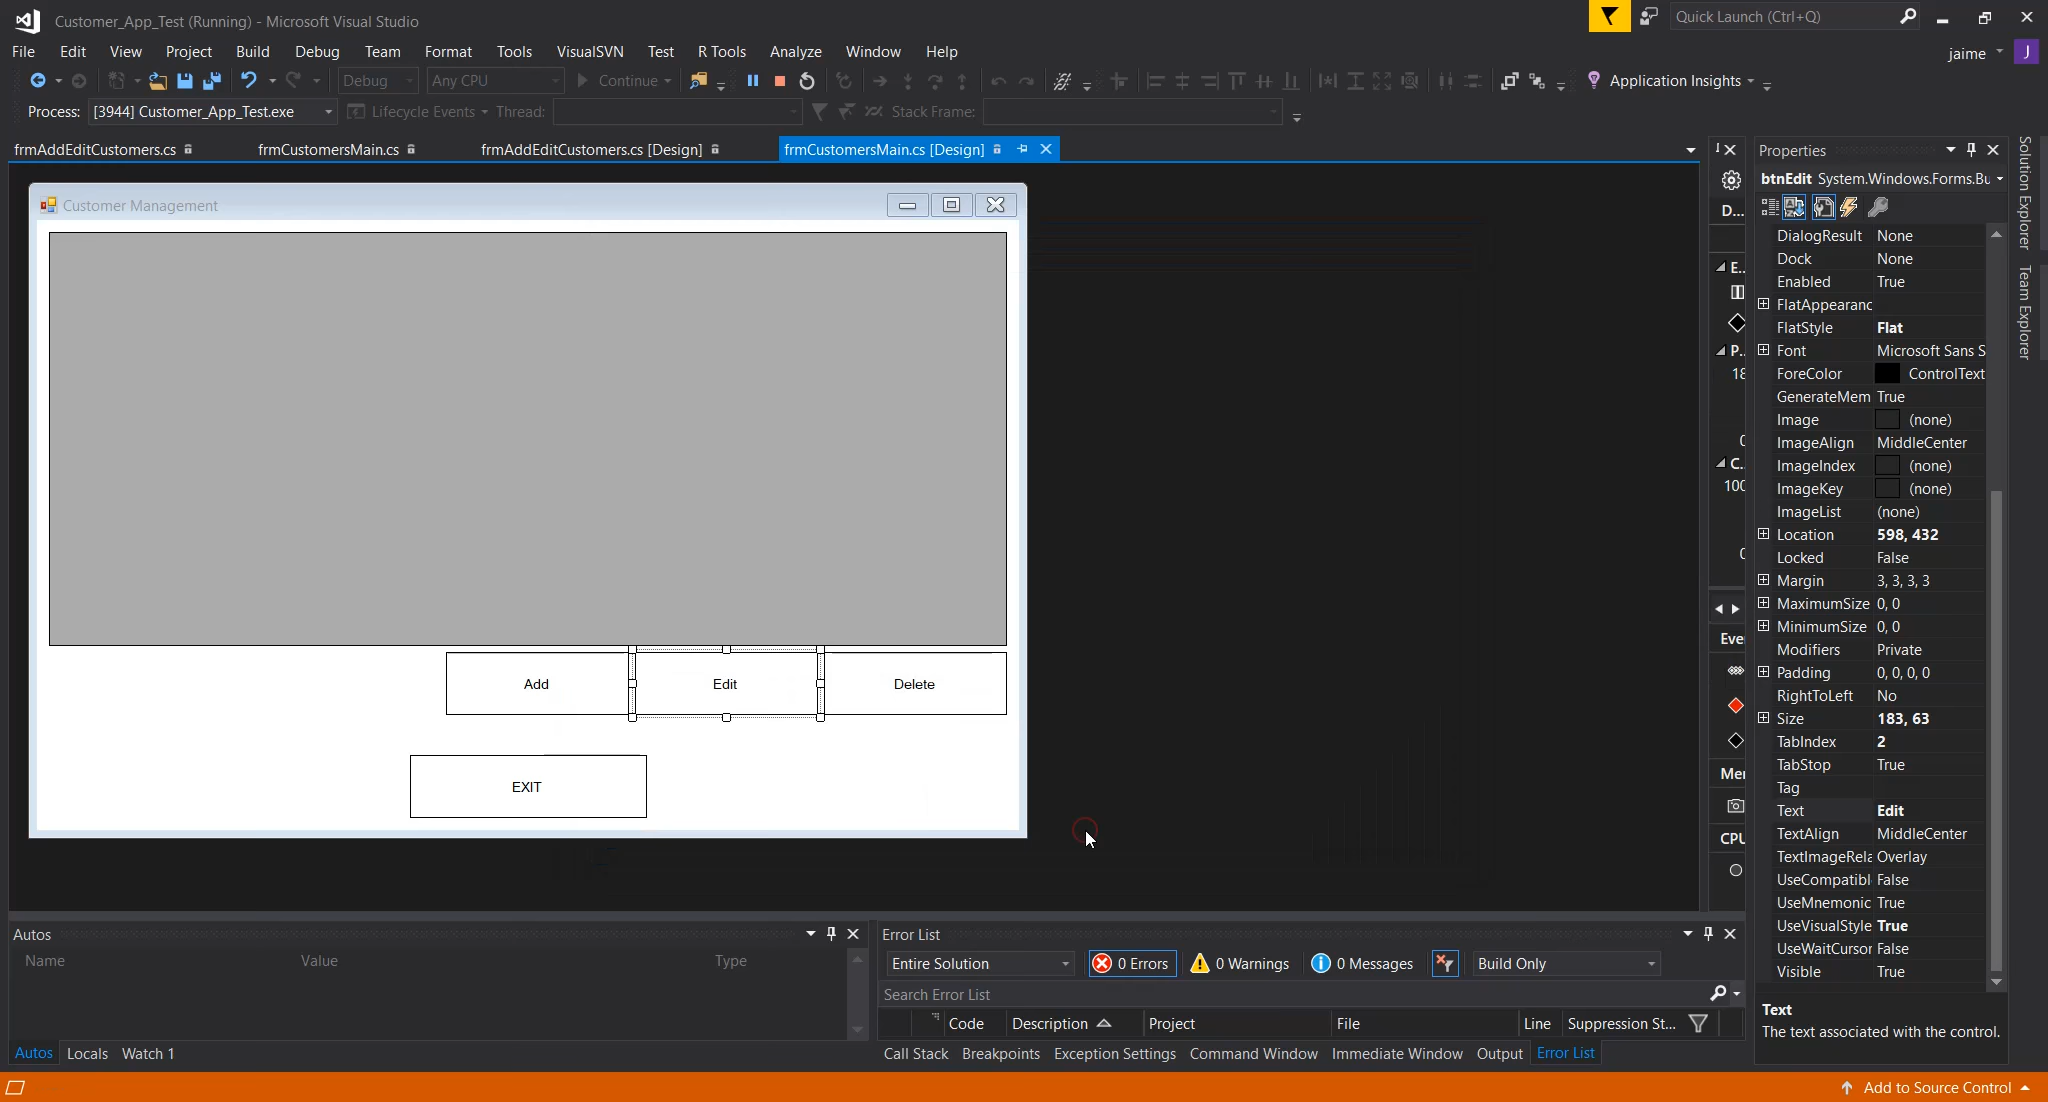 Customer_App_Test (Running) - Microsoft Visual Studio
Quick Launch (Ctrl+Q)
File Edit View Project Build Debug Team Format Tools VisualSVN Test R Tools Analyze Window Help
jaime J
Debug Any CPU Continue Application Insights
Process: [3944] Customer_App_Test.exe Lifecycle Events Thread: Stack Frame:
frmAddEditCustomers.cs frmCustomersMain.cs frmAddEditCustomers.cs [Design] frmCustomersMain.cs [Design]
Customer Management
Add Edit Delete
EXIT
D...
E...
P...
18
0
C...
100
0
Eve
Mer
CPU
Properties
btnEdit System.Windows.Forms.Bu
DialogResult None
Dock None
Enabled True
FlatAppearanc
FlatStyle Flat
Font Microsoft Sans S
ForeColor ControlText
GenerateMem True
Image (none)
ImageAlign MiddleCenter
ImageIndex (none)
ImageKey (none)
ImageList (none)
Location 598, 432
Locked False
Margin 3, 3, 3, 3
MaximumSize 0, 0
MinimumSize 0, 0
Modifiers Private
Padding 0, 0, 0, 0
RightToLeft No
Size 183, 63
TabIndex 2
TabStop True
Tag
Text Edit
TextAlign MiddleCenter
TextImageRela Overlay
UseCompatibl False
UseMnemonic True
UseVisualStyle True
UseWaitCursor False
Visible True
Text
The text associated with the control.
Solution Explorer
Team Explorer
Autos
Name Value Type
Autos Locals Watch 1
Error List
Entire Solution 0 Errors 0 Warnings 0 Messages Build Only
Search Error List
Code Description Project File Line Suppression St...
Call Stack Breakpoints Exception Settings Command Window Immediate Window Output Error List
Add to Source Control